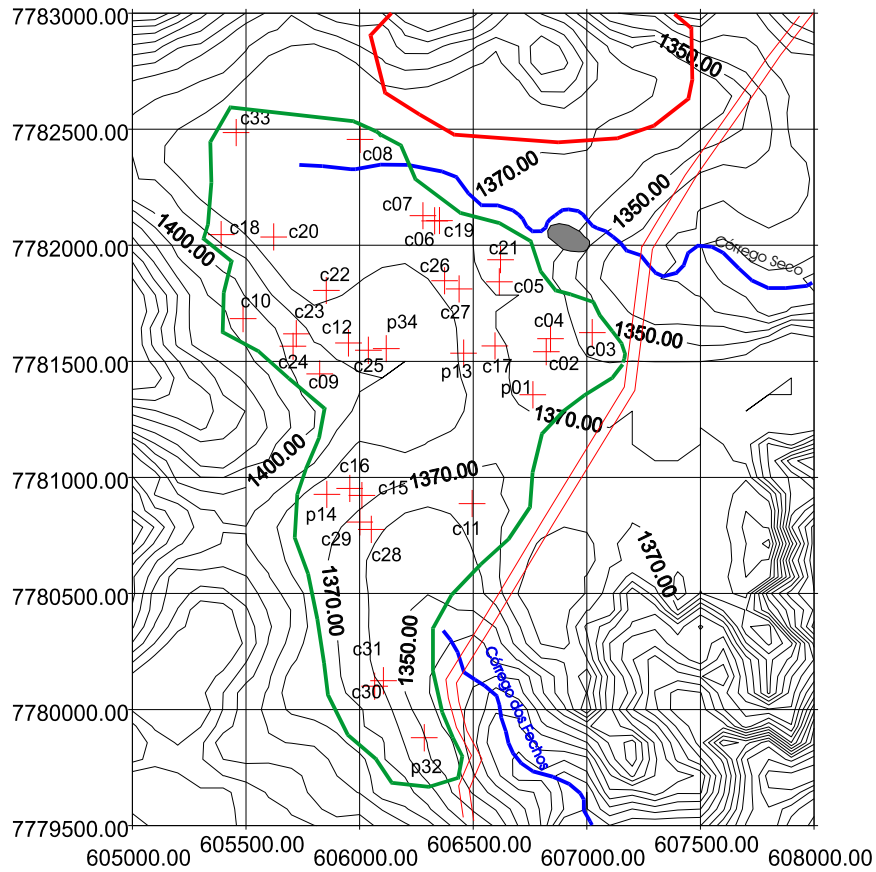 7783000.00
1350.00
7782500.00
c33
c08
1370.00
1350.00
c07
c19
c06
c18
c20
1400.00
7782000.00
c21
Córrego Seco
c26
c22
c05
c10
c27
c23
p34
c04
c12
1350.00
7781500.00
c24
c25
c17
c03
p13
c02
c09
p01
1370.00
1400.00
c16
1370.00
7781000.00
c15
p14
c11
c29
c28
1370.00
7780500.00
1370.00
1350.00
c31
c30
Córrego dos Fechos
7780000.00
p32
7779500.00
605000.00 605500.00 606000.00 606500.00 607000.00 607500.00 608000.00